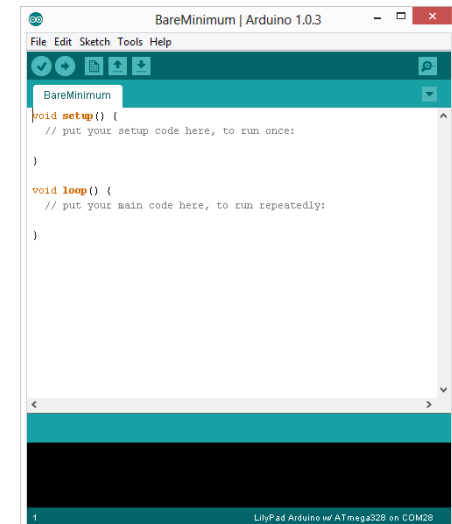 BareMinimum | Arduino 1.0.3
File Edit Sketch Tools Help
BareMinimum
void setup() {
  // put your setup code here, to run once:
}
void loop() {
  // put your main code here, to run repeatedly:
}
1
LilyPad Arduino w/ ATmega328 on COM28